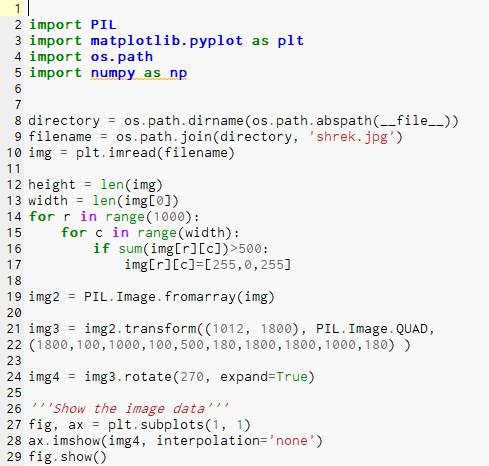 1
2 import PIL
3 import matplotlib.pyplot as plt
4 import os.path
5 import numpy as np
6
7
8 directory = os.path.dirname(os.path.abspath(__file__))
9 filename = os.path.join(directory, 'shrek.jpg')
10 img = plt.imread(filename)
11
12 height = len(img)
13 width = len(img[0])
14 for r in range(1000):
15     for c in range(width):
16         if sum(img[r][c])>500:
17             img[r][c]=[255,0,255]
18
19 img2 = PIL.Image.fromarray(img)
20
21 img3 = img2.transform((1012, 1800), PIL.Image.QUAD,
22 (1800,100,1000,100,500,180,1800,1800,1000,180) )
23
24 img4 = img3.rotate(270, expand=True)
25
26 '''Show the image data'''
27 fig, ax = plt.subplots(1, 1)
28 ax.imshow(img4, interpolation='none')
29 fig.show()